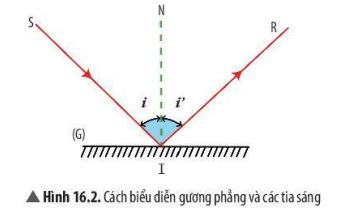 N
S
R
i
i'
(G)
I
▲ Hình 16.2. Cách biểu diễn gương phẳng và các tia sáng